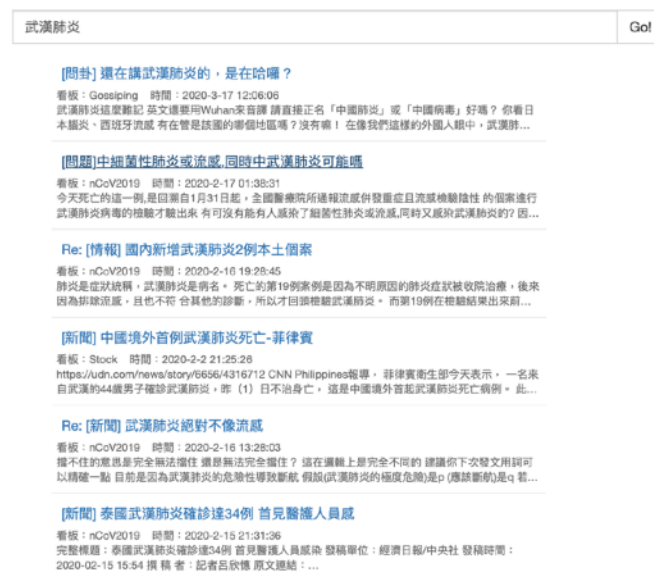 武漢肺炎 Go!
[問卦] 還在講武漢肺炎的，是在哈囉？
看板：Gossiping 時間：2020-3-17 12:06:06
武漢肺炎這麼難記 英文還要用Wuhan來音譯 請直接正名「中國肺炎」或「中國病毒」好嗎？ 你看日
本腦炎、西班牙流感 有在管是該國的哪個地區嗎？沒有嘛！ 在像我們這樣的外國人眼中，武漢肺...
[問題]中細菌性肺炎或流感,同時中武漢肺炎可能嗎
看板：nCoV2019 時間：2020-2-17 01:38:31
今天死亡的這一例,是回溯自1月31日起，全國醫療院所通報流感併發重症且流感檢驗陰性 的個案進行
武漢肺炎病毒的檢驗才驗出來 有可沒有能有人感染了細菌性肺炎或流感,同時又感染武漢肺炎的? 因...
Re: [情報] 國內新增武漢肺炎2例本土個案
看板：nCoV2019 時間：2020-2-16 19:28:45
肺炎是症狀統稱，武漢肺炎是病名。 死亡的第19例案例是因為不明原因的肺炎症狀被收院治療，後來
因為排除流感，且也不符 合其他的診斷，所以才回頭檢驗武漢肺炎。 而第19例在檢驗結果出來前...
[新聞] 中國境外首例武漢肺炎死亡-菲律賓
看板：Stock 時間：2020-2-2 21:25:26
https://udn.com/news/story/6656/4316712 CNN Philippines報導， 菲律賓衛生部今天表示， 一名來
自武漢的44歲男子確診武漢肺炎，昨（1）日不治身亡， 這是中國境外首起武漢肺炎死亡病例。 此...
Re: [新聞] 武漢肺炎絕對不像流感
看板：nCoV2019 時間：2020-2-16 13:28:03
擋不住的意思是完全無法擋住 還是無法完全擋住？ 這在邏輯上是完全不同的 建議你下次發文用詞可
以精確一點 目前是因為武漢肺炎的危險性導致斷航 假設(武漢肺炎的極度危險)是p (應該斷航)是q 若...
[新聞] 泰國武漢肺炎確診達34例 首見醫護人員感
看板：nCoV2019 時間：2020-2-15 21:31:36
完整標題：泰國武漢肺炎確診達34例 首見醫護人員感染 發稿單位：經濟日報/中央社 發稿時間：
2020-02-15 15:54 撰 稿 者：記者呂欣憓 原文連結：...